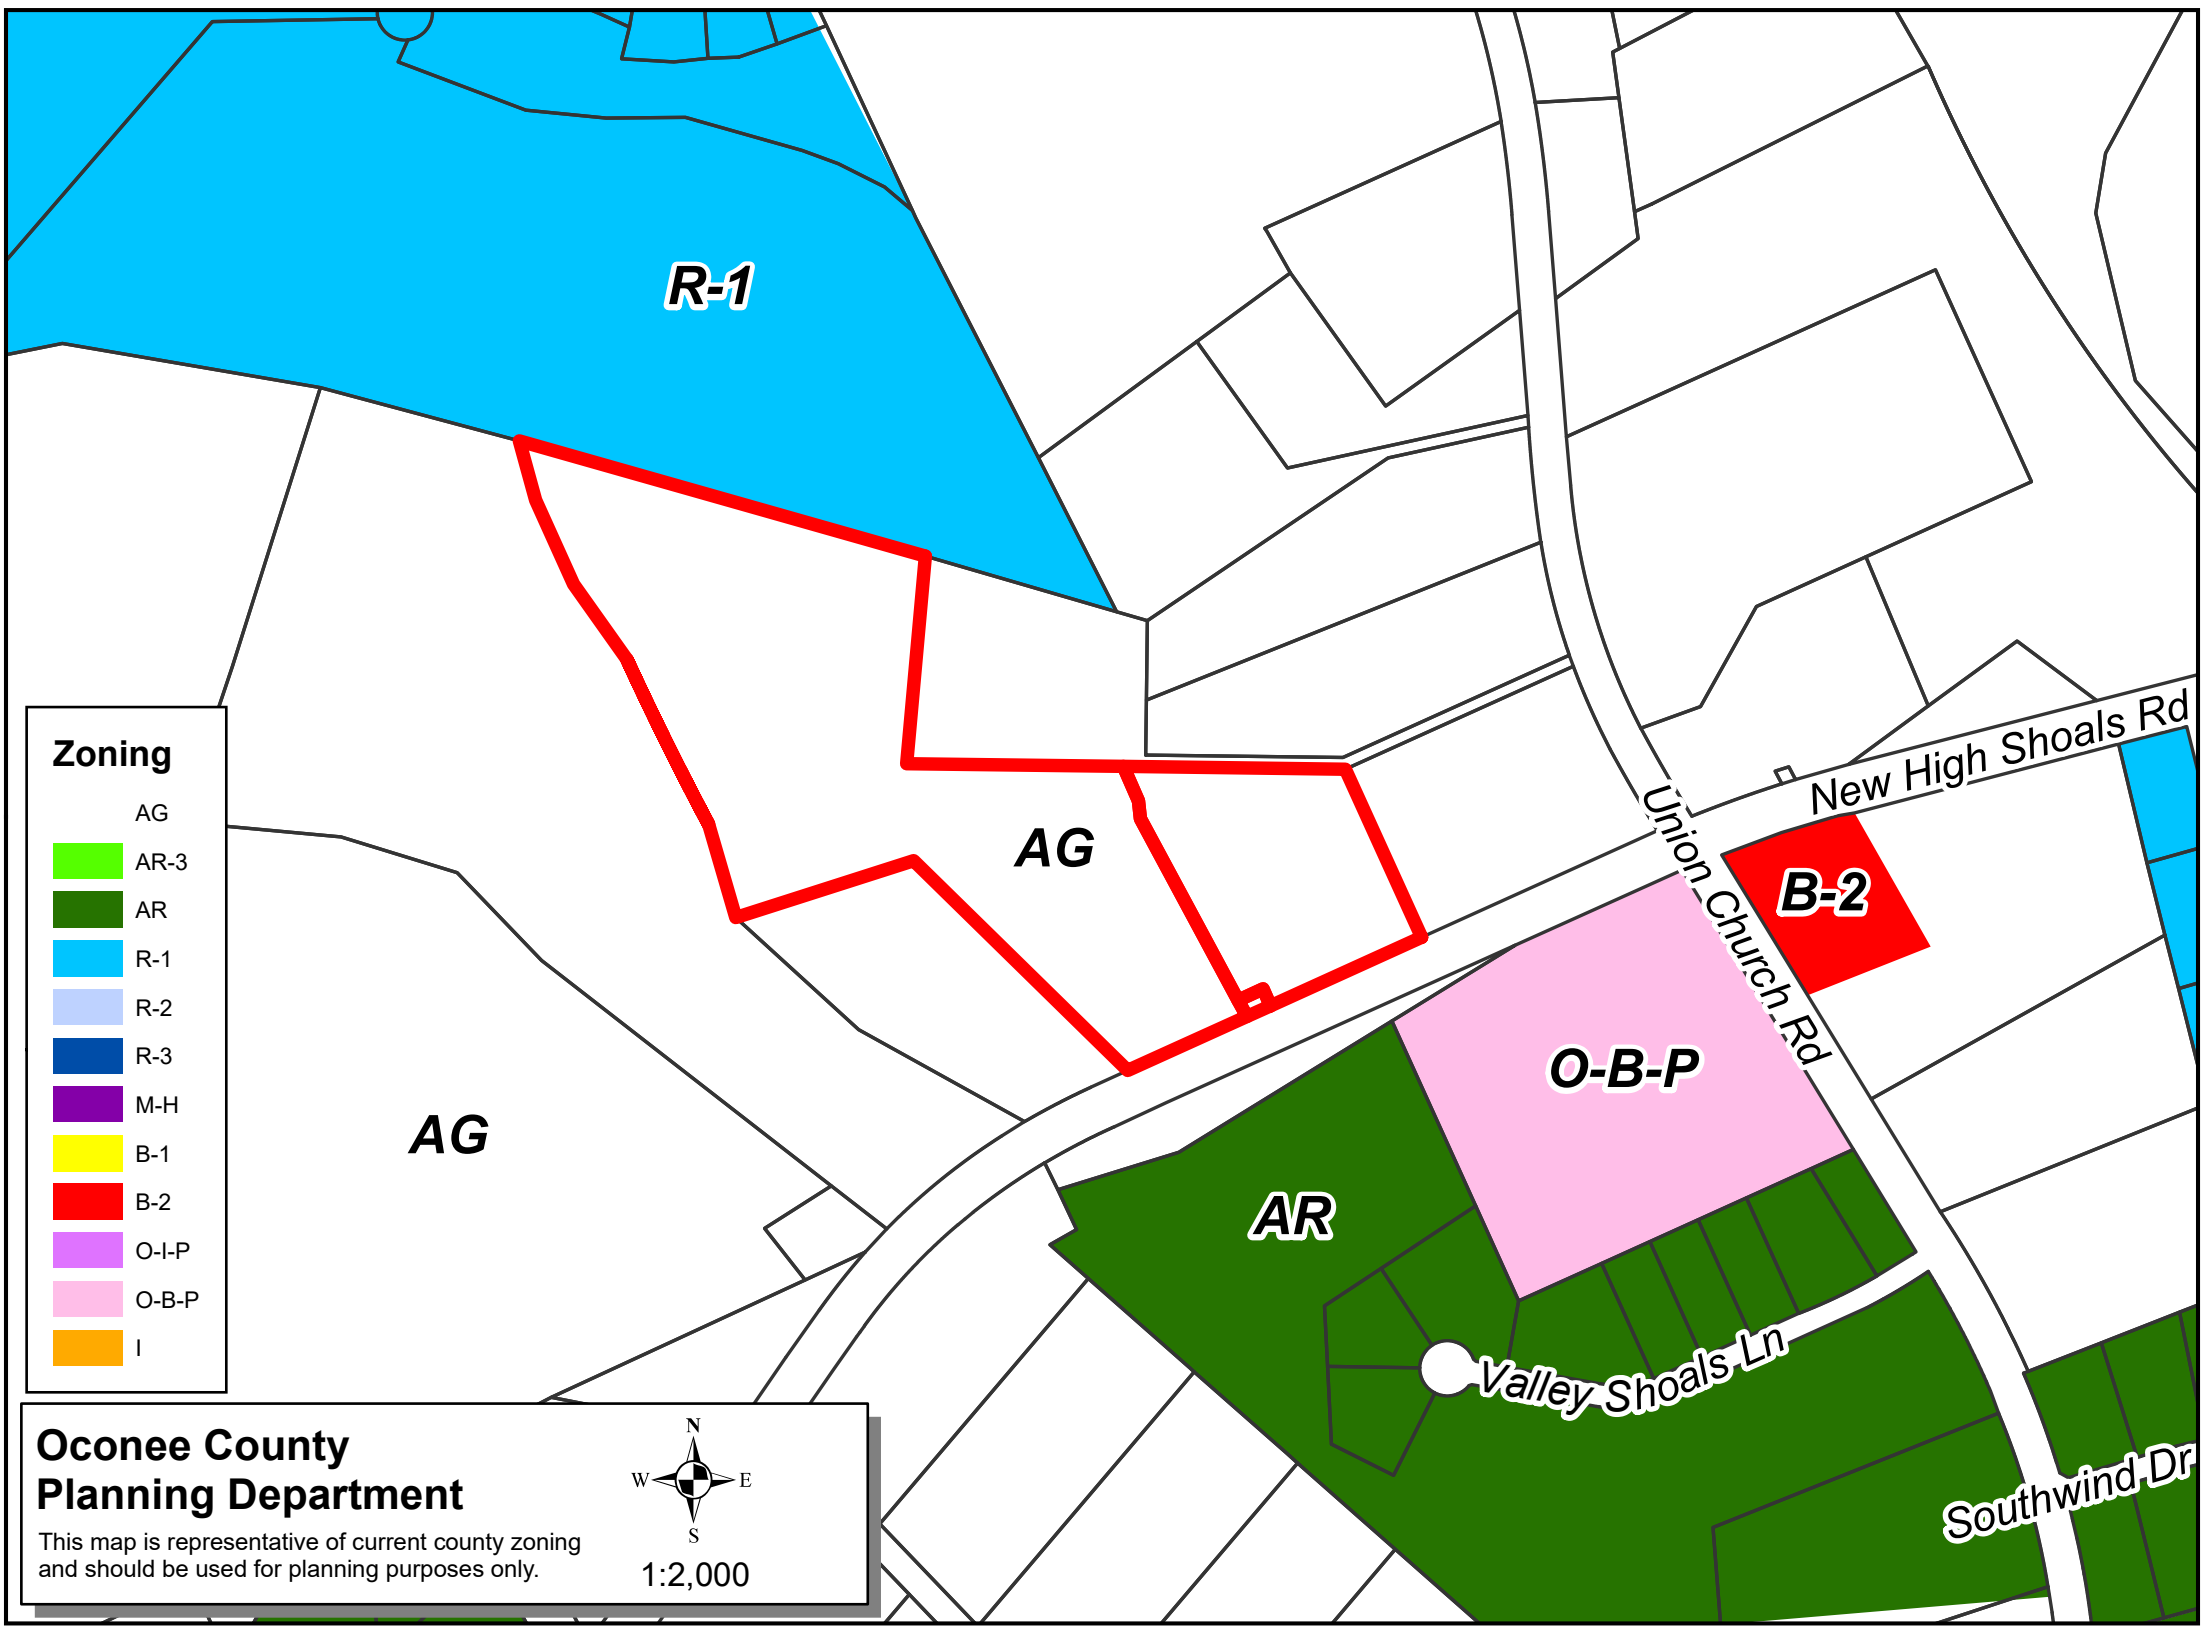 R-1
New High Shoals Rd
Union Church Rd
AG
B-2
O-B-P
AG
AR
Valley Shoals Ln
Southwind Dr
Zoning
AG
AR-3
AR
R-1
R-2
R-3
M-H
B-1
B-2
O-I-P
O-B-P
I
Oconee County
Planning Department
This map is representative of current county zoning
and should be used for planning purposes only.
N
W E
S
1:2,000